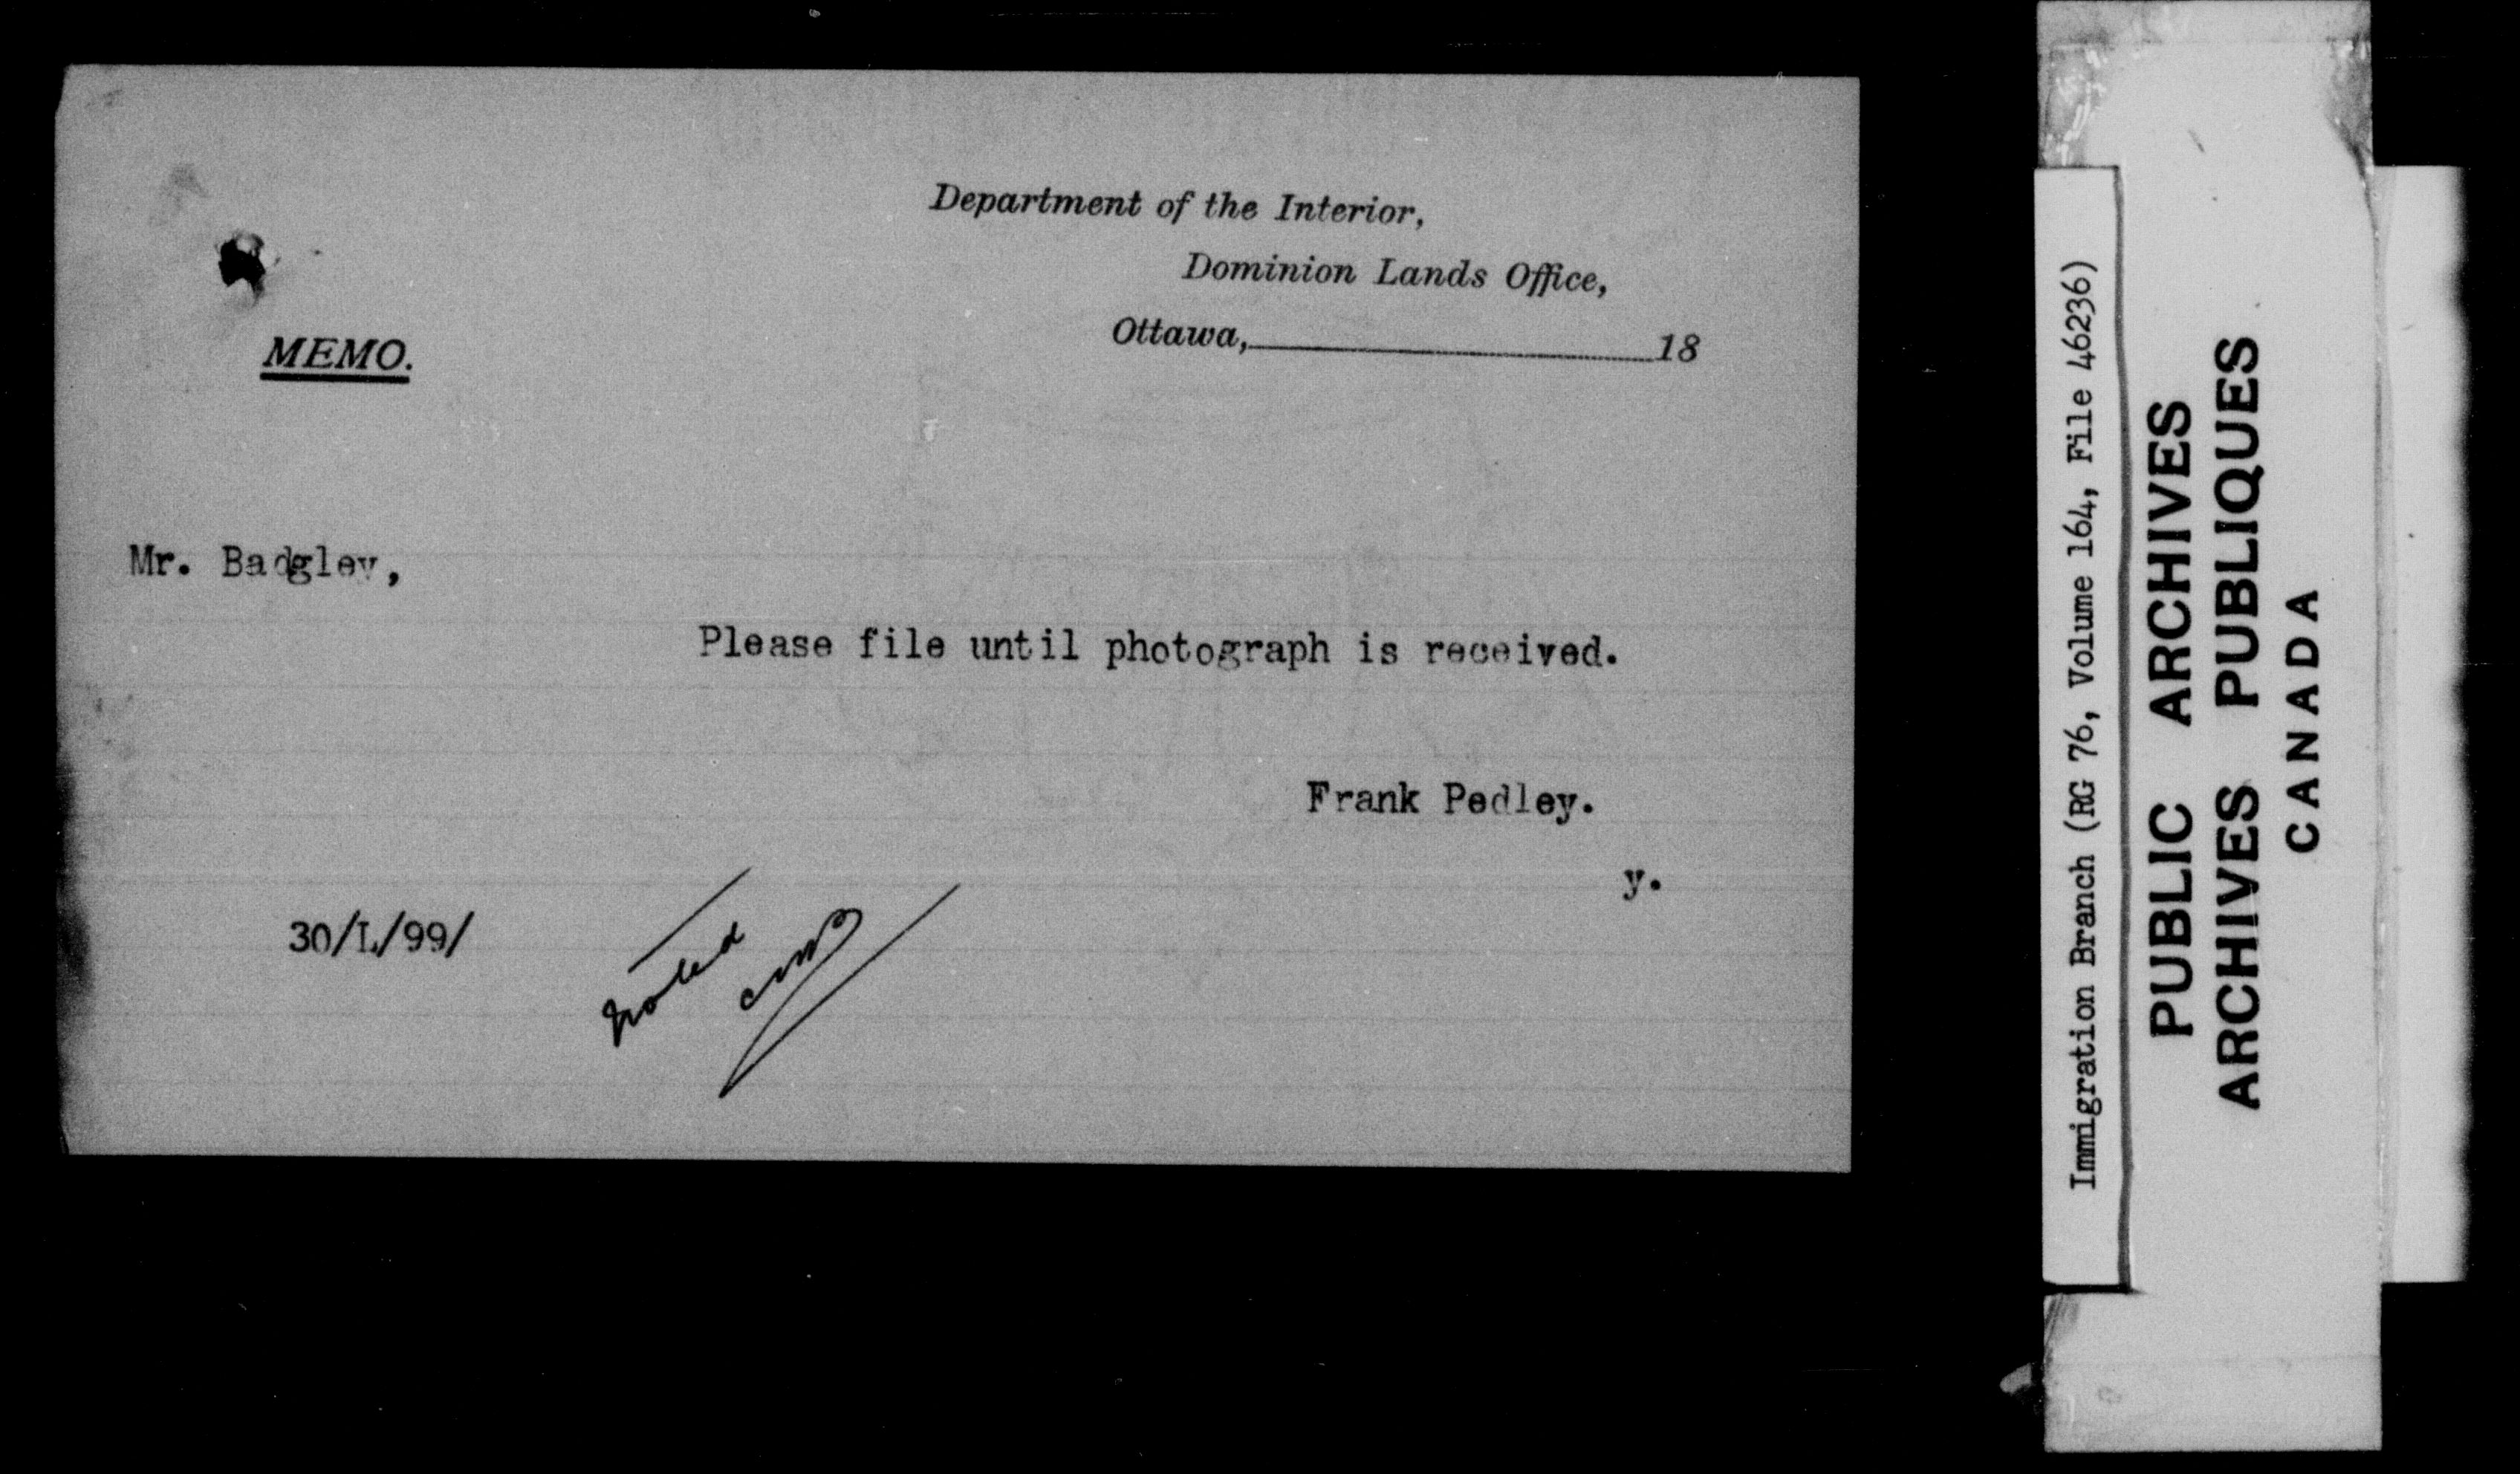 Department of the Interior,
Dominion Lands Office,
Ottawa, 18
MEMO.
Mr. Badgley,
Please file until photograph is received.
Frank Pedley.
y.
30/L/99/
Noted
Immigration Branch (RG 76, Volume 164, File 46236)
PUBLIC ARCHIVES
ARCHIVES PUBLIQUES
CANADA